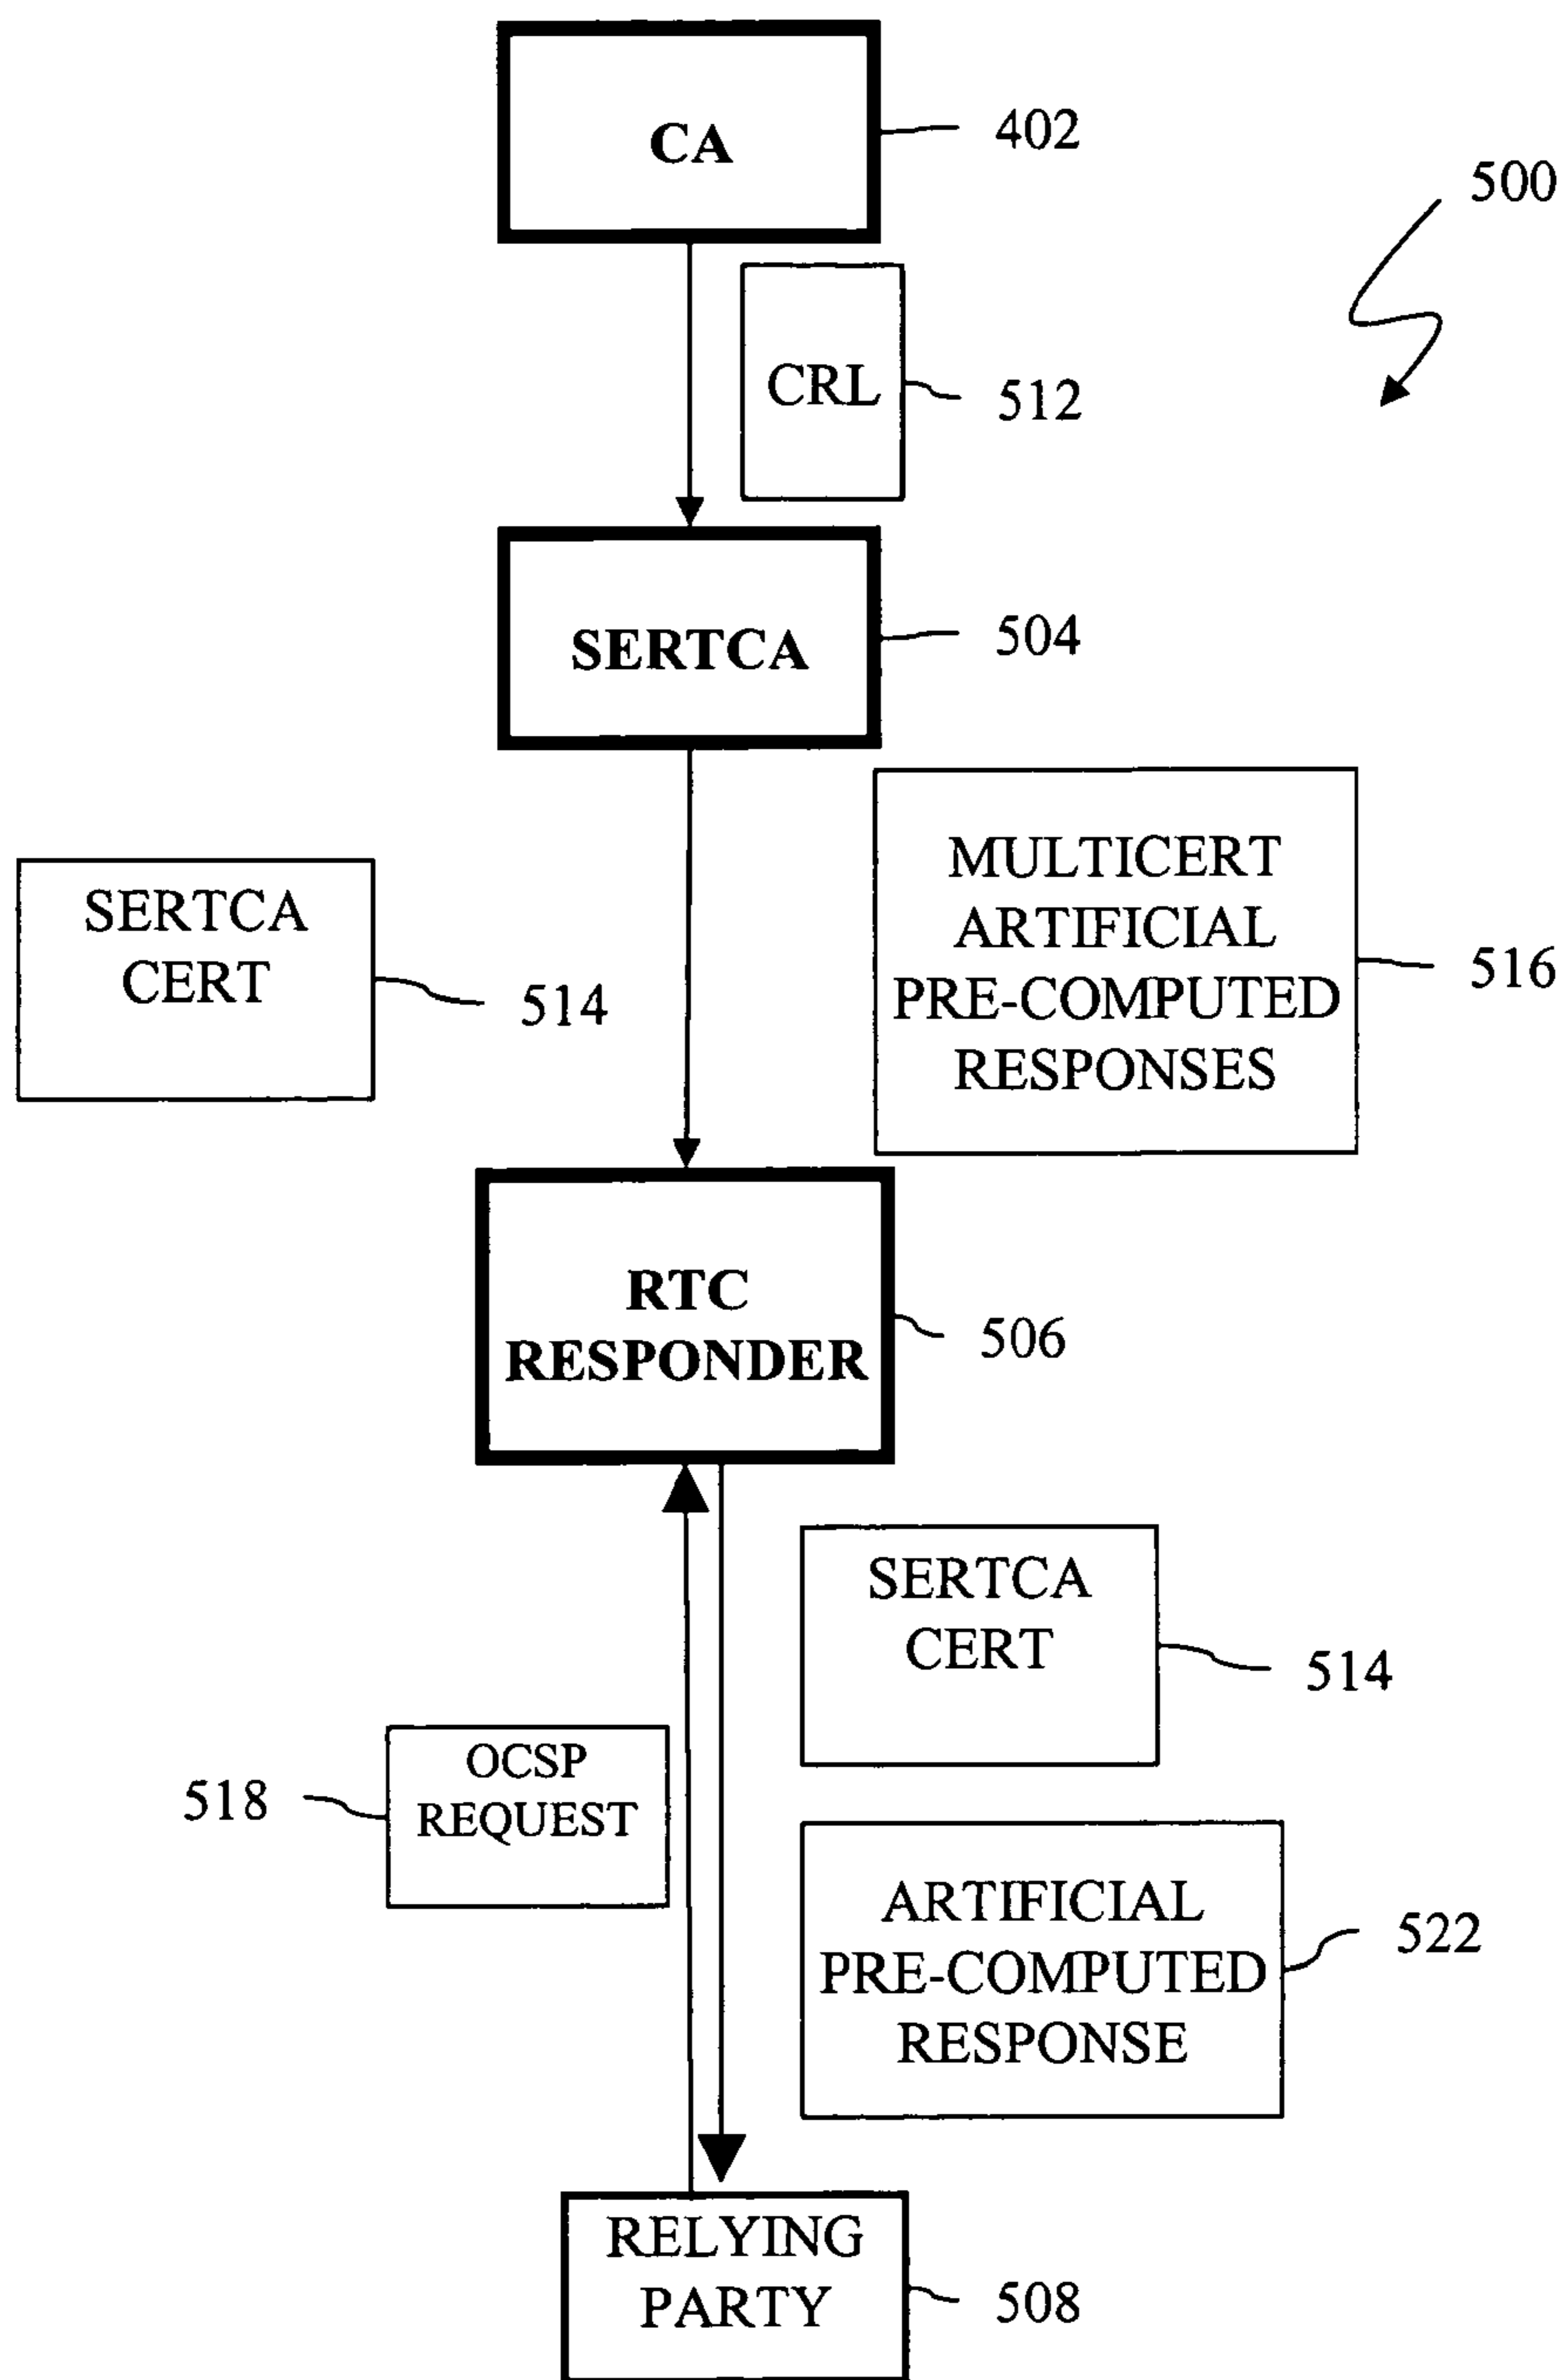 CA
402
500
CRL
512
SERTCA
504
MULTICERT
ARTIFICIAL
PRE-COMPUTED
RESPONSES
516
SERTCA
CERT
514
RTC
RESPONDER
506
SERTCA
CERT
514
OCSP
REQUEST
518
ARTIFICIAL
PRE-COMPUTED
RESPONSE
522
RELYING
PARTY
508